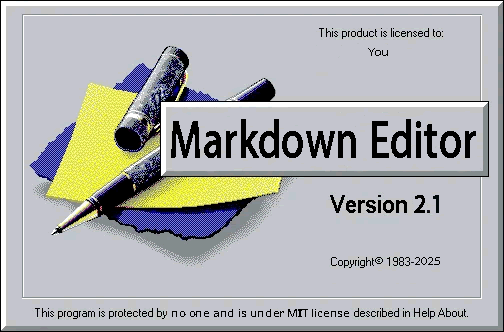 This product is licensed to:
You
Markdown Editor
Version 2.1
Copyright© 1983-2025
This program is protected by no one and is under MIT license described in Help About.